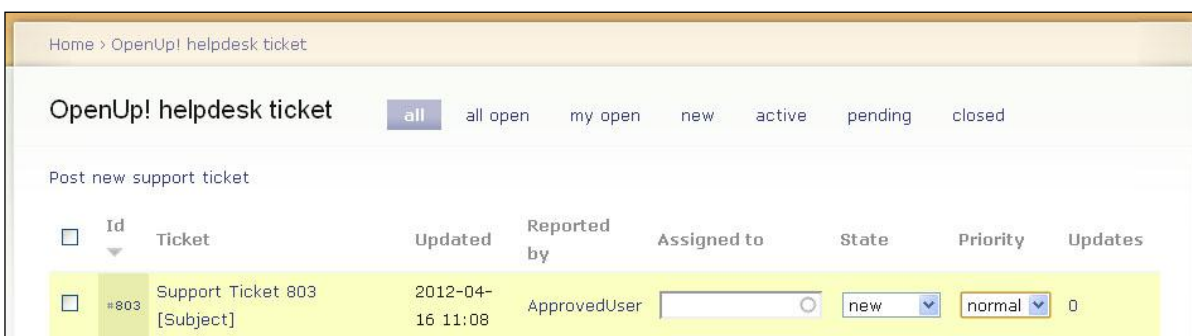 Home › OpenUp! helpdesk ticket
OpenUp! helpdesk ticket all all open my open new active pending closed
Post new support ticket
Id Ticket Updated Reported by Assigned to State Priority Updates
#803 Support Ticket 803 [Subject] 2012-04-16 11:08 ApprovedUser new normal 0